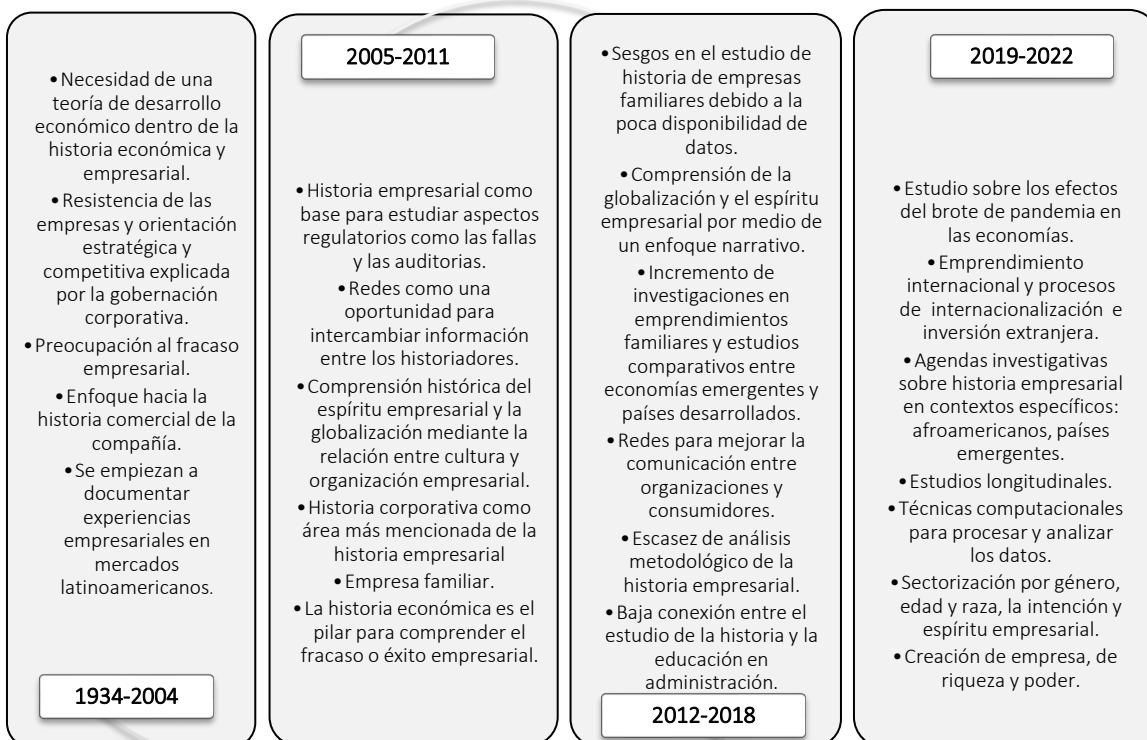 • Necesidad de una
teoría de desarrollo
económico dentro de la
historia económica y
empresarial.
• Resistencia de las
empresas y orientación
estratégica y
competitiva explicada
por la gobernación
corporativa.
• Preocupación al fracaso
empresarial.
• Enfoque hacia la
historia comercial de la
compañía.
• Se empiezan a
documentar
experiencias
empresariales en
mercados
latinoamericanos.
1934-2004
2005-2011
• Historia empresarial como
base para estudiar aspectos
regulatorios como las fallas
y las auditorias.
• Redes como una
oportunidad para
intercambiar información
entre los historiadores.
• Comprensión histórica del
espíritu empresarial y la
globalización mediante la
relación entre cultura y
organización empresarial.
• Historia corporativa como
área más mencionada de la
historia empresarial
• Empresa familiar.
• La historia económica es el
pilar para comprender el
fracaso o éxito empresarial.
• Sesgos en el estudio de
historia de empresas
familiares debido a la
poca disponibilidad de
datos.
• Comprensión de la
globalización y el espíritu
empresarial por medio de
un enfoque narrativo.
• Incremento de
investigaciones en
emprendimientos
familiares y estudios
comparativos entre
economías emergentes y
países desarrollados.
• Redes para mejorar la
comunicación entre
organizaciones y
consumidores.
• Escasez de análisis
metodológico de la
historia empresarial.
• Baja conexión entre el
estudio de la historia y la
educación en
administración.
2012-2018
2019-2022
• Estudio sobre los efectos
del brote de pandemia en
las economías.
• Emprendimiento
internacional y procesos
de internacionalización e
inversión extranjera.
• Agendas investigativas
sobre historia empresarial
en contextos específicos:
afroamericanos, países
emergentes.
• Estudios longitudinales.
• Técnicas computacionales
para procesar y analizar
los datos.
• Sectorización por género,
edad y raza, la intención y
espíritu empresarial.
• Creación de empresa, de
riqueza y poder.